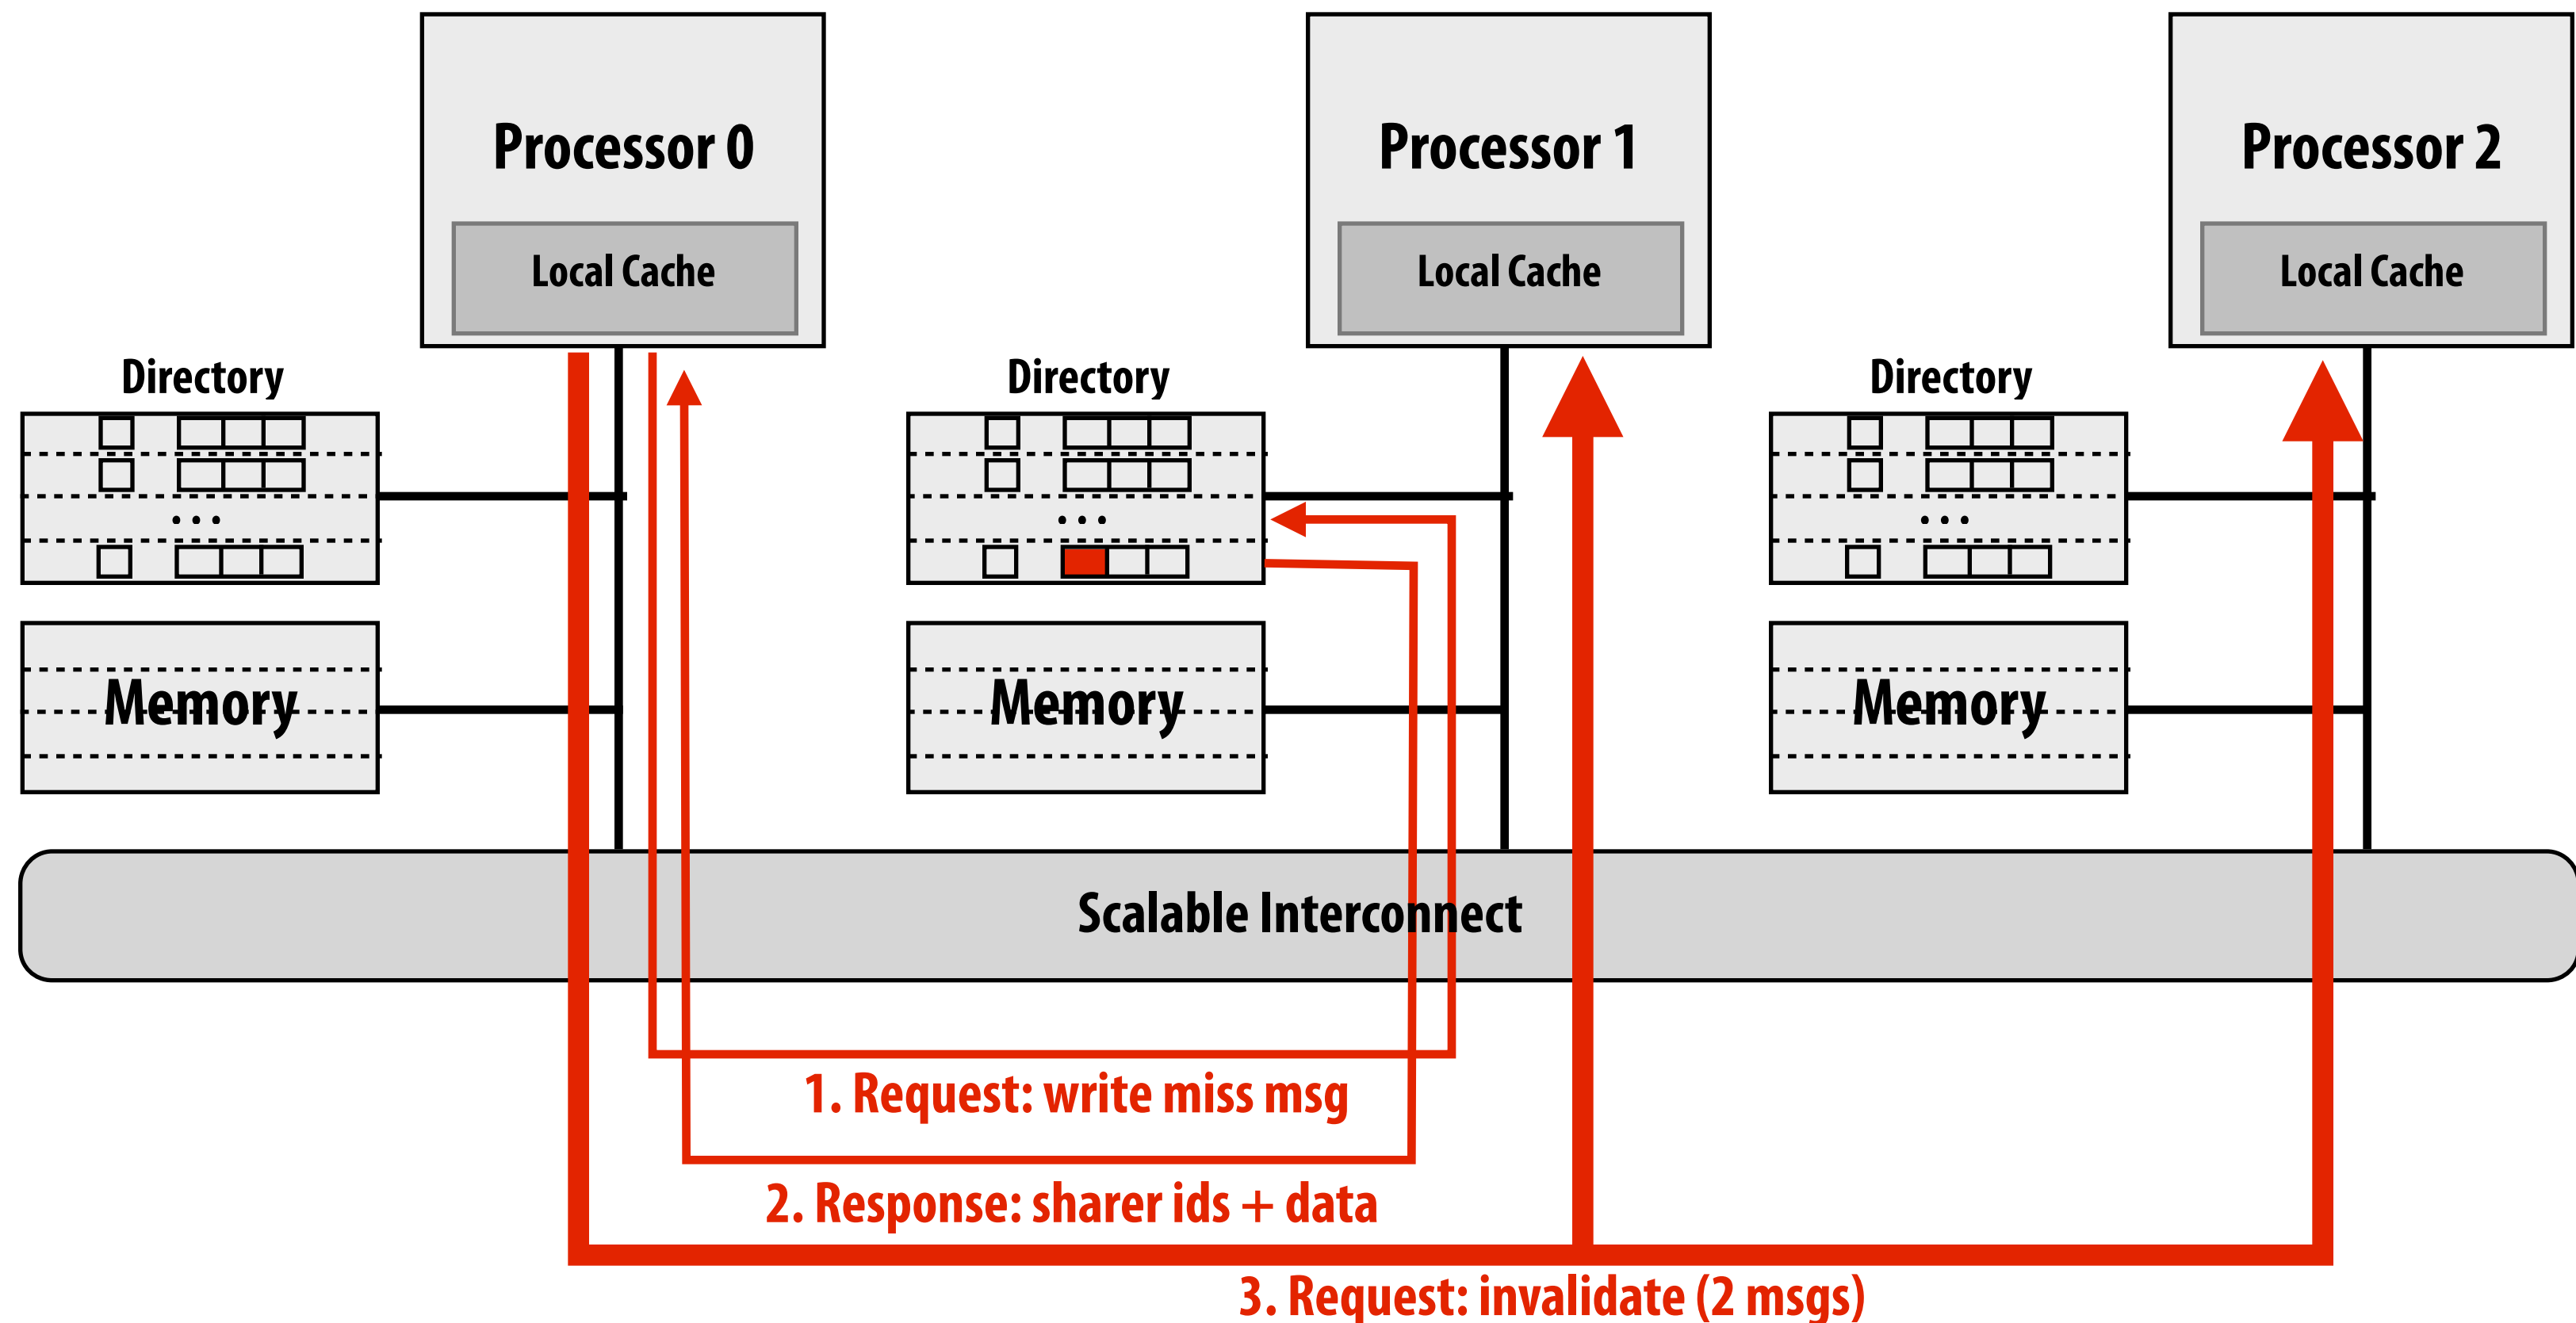 Processor 0
Processor 1
Processor 2
Local Cache
Local Cache
Local Cache
Directory
Directory
Directory
...
...
...
Memory
Memory
Memory
Scalable Interconnect
1. Request: write miss msg
2. Response: sharer ids + data
3. Request: invalidate (2 msgs)